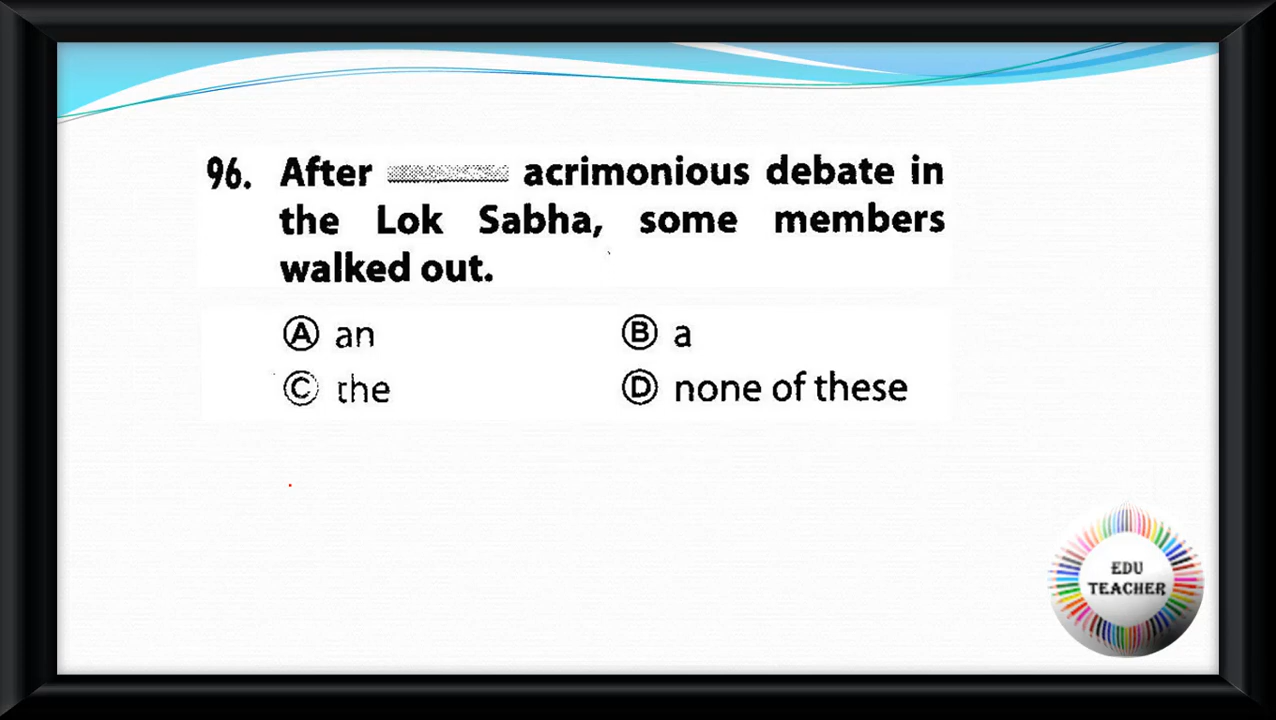 96. After acrimonious debate in
the Lok Sabha, some members
walked out.
Ⓐ an Ⓑ a
Ⓒ the Ⓓ none of these
EDU
TEACHER